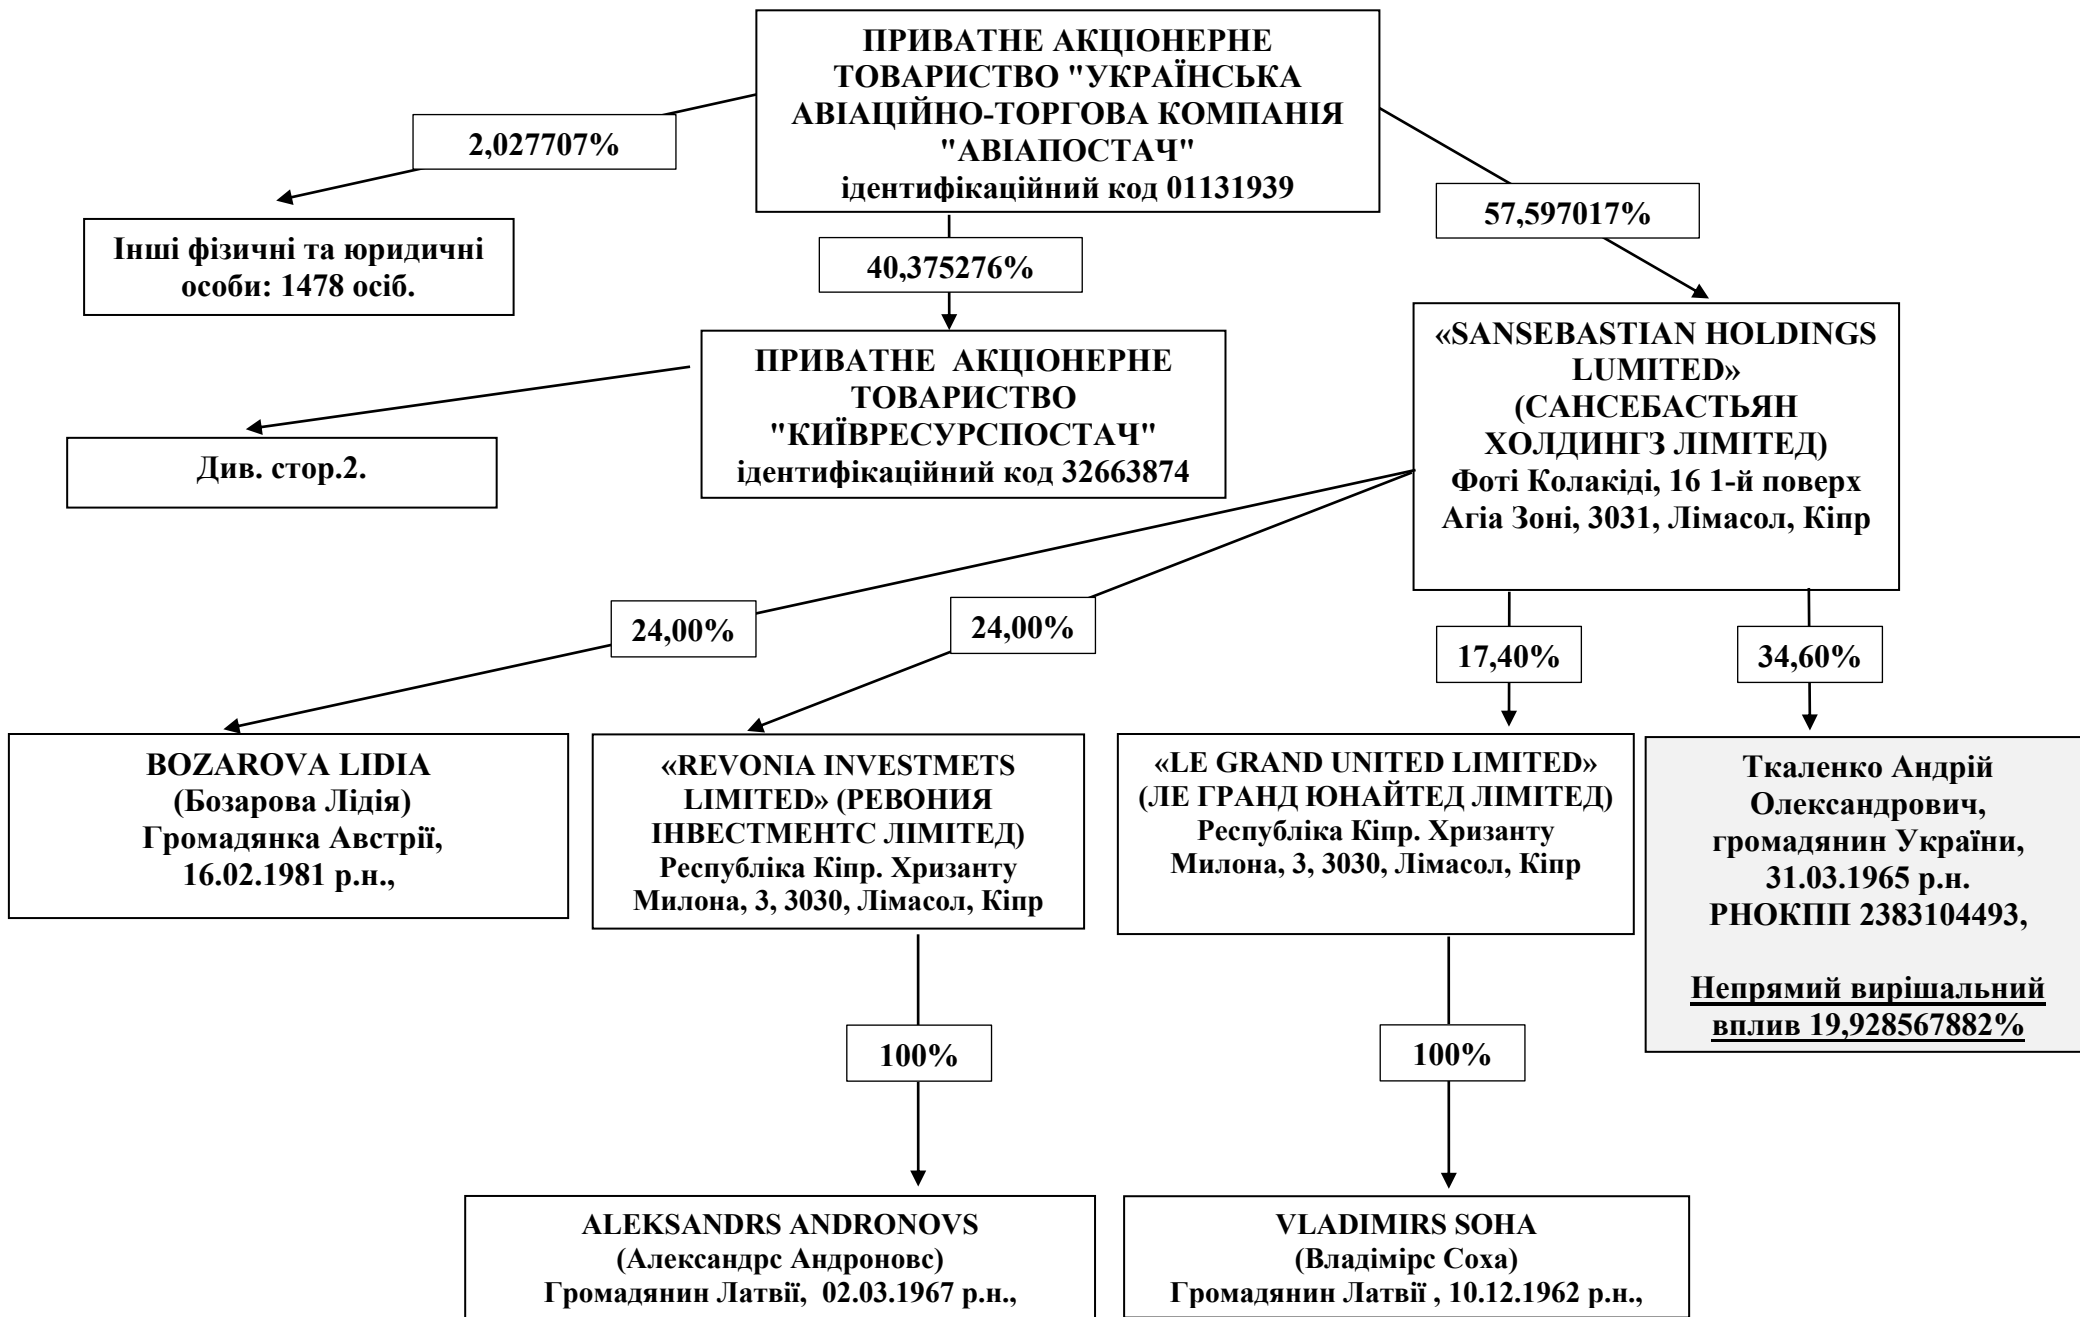 ПРИВАТНЕ АКЦІОНЕРНЕ
ТОВАРИСТВО "УКРАЇНСЬКА
АВІАЦІЙНО-ТОРГОВА КОМПАНІЯ
"АВІАПОСТАЧ"
ідентифікаційний код 01131939
2,027707%
40,375276%
57,597017%
Інші фізичні та юридичні
особи: 1478 осіб.
ПРИВАТНЕ АКЦІОНЕРНЕ
ТОВАРИСТВО
"КИЇВРЕСУРСПОСТАЧ"
ідентифікаційний код 32663874
«SANSEBASTIAN HOLDINGS
LUMITED»
(САНСЕБАСТЬЯН
ХОЛДИНГЗ ЛІМІТЕД)
Фоті Колакіді, 16 1-й поверх
Агіа Зоні, 3031, Лімасол, Кіпр
Див. стор.2.
24,00%
24,00%
17,40%
34,60%
BOZAROVA LIDIA
(Бозарова Лідія)
Громадянка Австрії,
16.02.1981 р.н.,
«REVONIA INVESTMETS
LIMITED» (РЕВОНИЯ
ІНВЕСТМЕНТС ЛІМІТЕД)
Республіка Кіпр. Хризанту
Милона, 3, 3030, Лімасол, Кіпр
«LE GRAND UNITED LIMITED»
(ЛЕ ГРАНД ЮНАЙТЕД ЛІМІТЕД)
Республіка Кіпр. Хризанту
Милона, 3, 3030, Лімасол, Кіпр
Ткаленко Андрій
Олександрович,
громадянин України,
31.03.1965 р.н.
РНОКПП 2383104493,
Непрямий вирішальний
вплив 19,928567882%
100%
100%
ALEKSANDRS ANDRONOVS
(Александрс Андроновс)
Громадянин Латвії, 02.03.1967 р.н.,
VLADIMIRS SOHA
(Владімірс Соха)
Громадянин Латвії , 10.12.1962 р.н.,